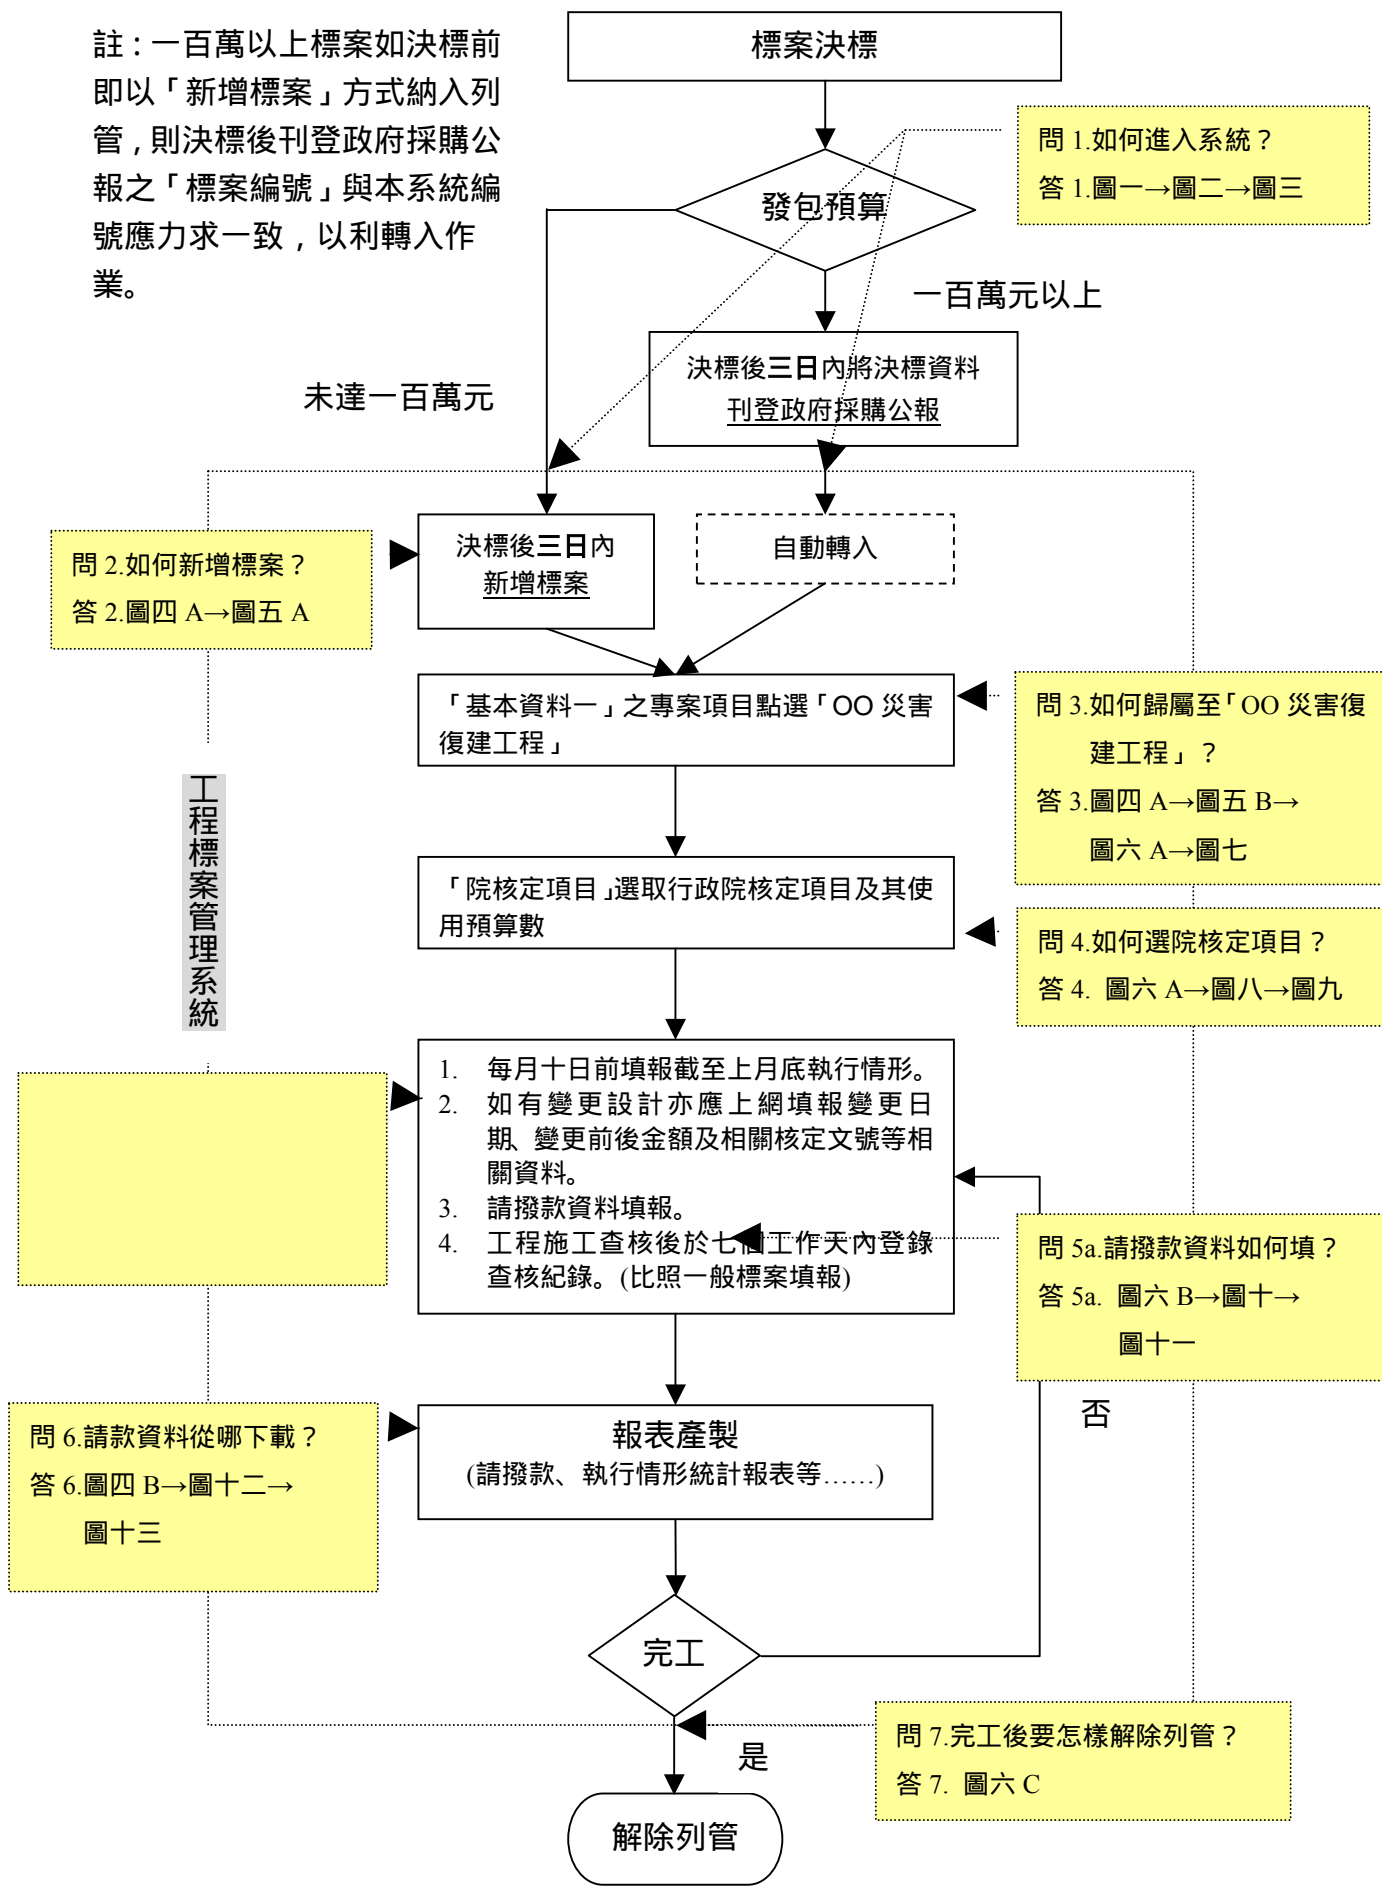 註：一百萬以上標案如決標前
即以「新增標案」方式納入列
管，則決標後刊登政府採購公
報之「標案編號」與本系統編
號應力求一致，以利轉入作
業。
標案決標
問 1.如何進入系統？
答 1.圖一→圖二→圖三
發包預算
一百萬元以上
未達一百萬元
決標後三日內將決標資料
刊登政府採購公報
問 2.如何新增標案？
答 2.圖四 A→圖五 A
決標後三日內
新增標案
自動轉入
「基本資料一」之專案項目點選「OO 災害
復建工程」
問 3.如何歸屬至「OO 災害復
建工程」？
答 3.圖四 A→圖五 B→
圖六 A→圖七
工程標案管理系統
「院核定項目」選取行政院核定項目及其使
用預算數
問 4.如何選院核定項目？
答 4. 圖六 A→圖八→圖九
1. 每月十日前填報截至上月底執行情形。
2. 如有變更設計亦應上網填報變更日
期、變更前後金額及相關核定文號等相
關資料。
3. 請撥款資料填報。
4. 工程施工查核後於七個工作天內登錄
查核紀錄。(比照一般標案填報)
問 5a.請撥款資料如何填？
答 5a. 圖六 B→圖十→
圖十一
否
問 6.請款資料從哪下載？
答 6.圖四 B→圖十二→
圖十三
報表產製
(請撥款、執行情形統計報表等……)
完工
是
問 7.完工後要怎樣解除列管？
答 7. 圖六 C
解除列管